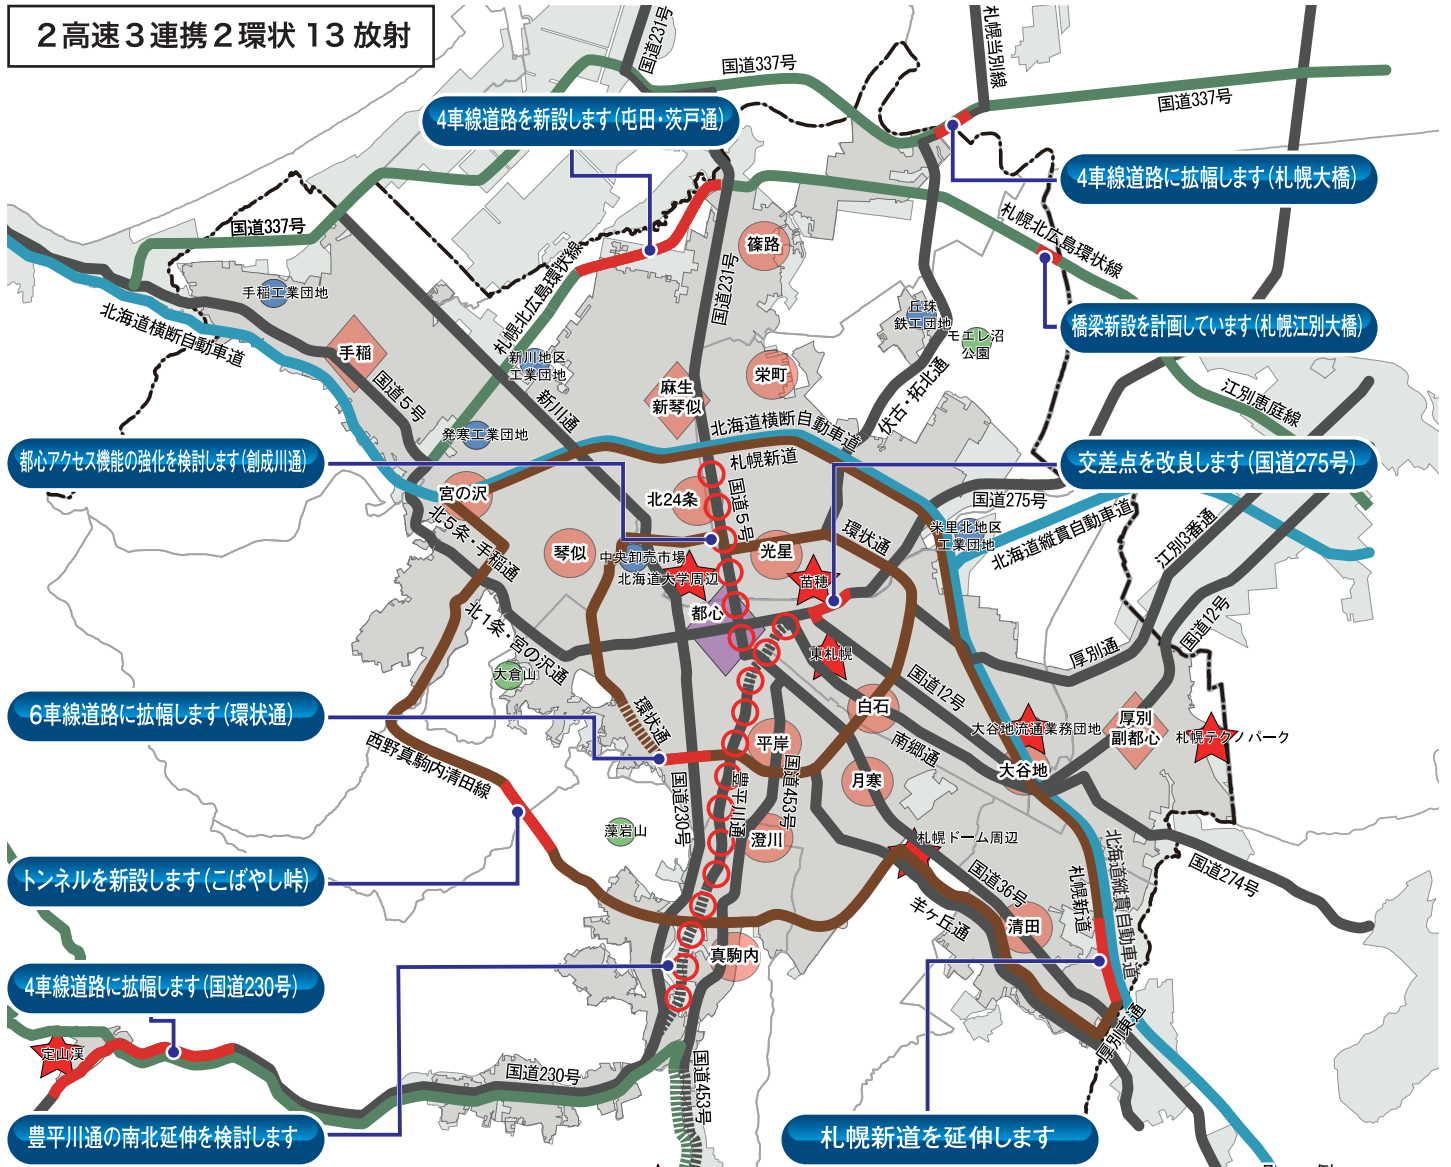 2高速3連携2環状13放射
国道231号
札幌当別線
国道337号
国道337号
4車線道路を新設します(屯田・茨戸通)
4車線道路に拡幅します(札幌大橋)
札幌北広島環状線
国道337号
篠路
札幌北広島環状線
国道231号
手稲工業団地
丘珠
鉄工団地
橋梁新設を計画しています(札幌江別大橋)
北海道横断自動車道
モエレ沼
公園
手稲
新川地区
工業団地
栄町
国道5号
麻生
新琴似
伏古・拓北通
江別恵庭線
新川通
北海道横断自動車道
発寒工業団地
札幌新道
都心アクセス機能の強化を検討します(創成川通)
交差点を改良します(国道275号)
宮の沢
北24条
国道5号
国道275号
北5条・手稲通
環状通
米里北地区
工業団地
北海道縦貫自動車道
江別3番通
琴似
中央卸売市場
光星
北海道大学周辺
苗穂
北1条・宮の沢通
都心
国道12号
東札幌
厚別通
大倉山
国道12号
6車線道路に拡幅します(環状通)
環状通
白石
大谷地流通業務団地
厚別
副都心
札幌テクノパーク
西野真駒内清田線
平岸
南郷通
国道453号
月寒
大谷地
国道230号
豊平川通
藻岩山
澄川
札幌ドーム周辺
北海道縦貫自動車道
札幌新道
国道274号
トンネルを新設します(こばやし峠)
国道36号
羊ヶ丘通
清田
真駒内
4車線道路に拡幅します(国道230号)
定山渓
厚別東通
国道230号
国道453号
豊平川通の南北延伸を検討します
札幌新道を延伸します